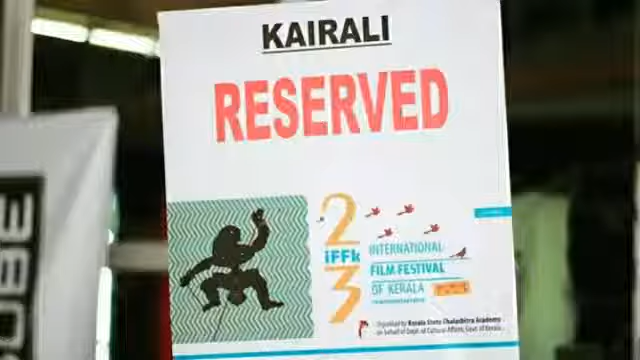 KAIRALI
RESERVED
2
iFFk
3
INTERNATIONAL
FILM FESTIVAL
OF KERALA
Organised by Kerala State Chalachitra Academy
on behalf of Dept. of Cultural Affairs, Govt. of Kerala
UBE